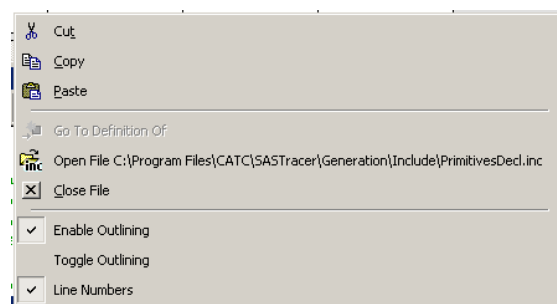 Cut
Copy
Paste
Go To Definition Of
Open File C:\Program Files\CATC\SASTracer\Generation\Include\PrimitivesDecl.inc
Close File
Enable Outlining
Toggle Outlining
Line Numbers